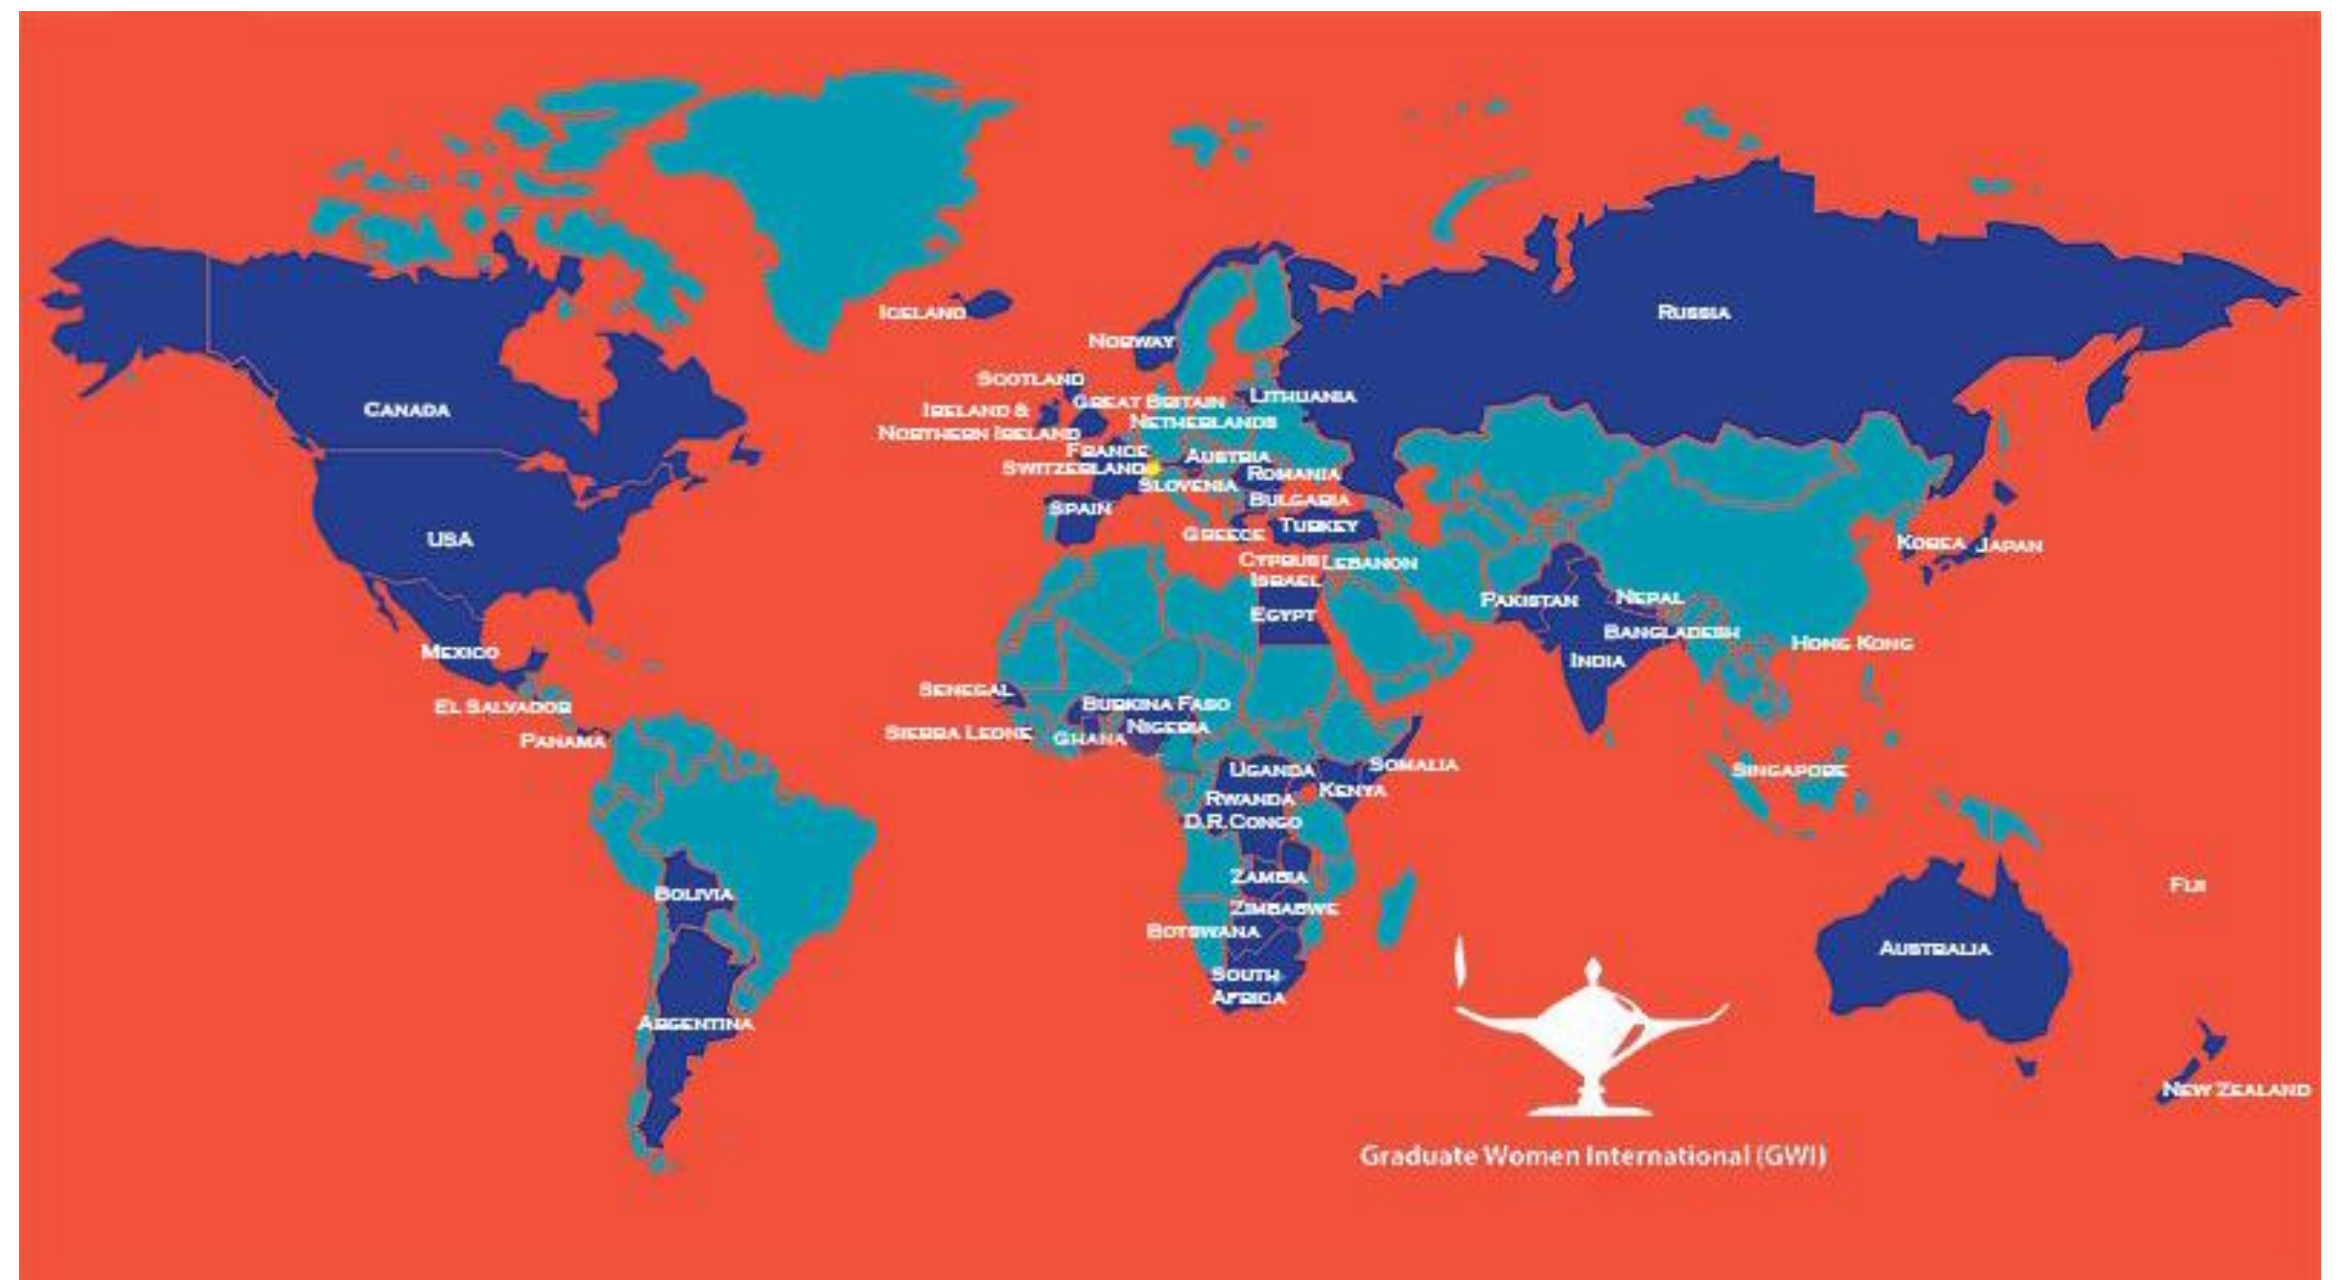 Iceland
Norway
Russia
Scotland
Canada
Great Britain
Lithuania
Ireland &
Northern Ireland
Netherlands
France
Austria
Switzerland
Romania
Slovenia
Bulgaria
Spain
Turkey
USA
Greece
Korea
Japan
Cyprus
Lebanon
Israel
Egypt
Pakistan
Nepal
Bangladesh
Hong Kong
Mexico
India
Senegal
El Salvador
Burkina Faso
Nigeria
Sierra Leone
Ghana
Panama
Uganda
Somalia
Singapore
Kenya
Rwanda
D.R.Congo
Zambia
Fiji
Bolivia
Zimbabwe
Botswana
Australia
South
Africa
Argentina
New Zealand
Graduate Women International (GWI)